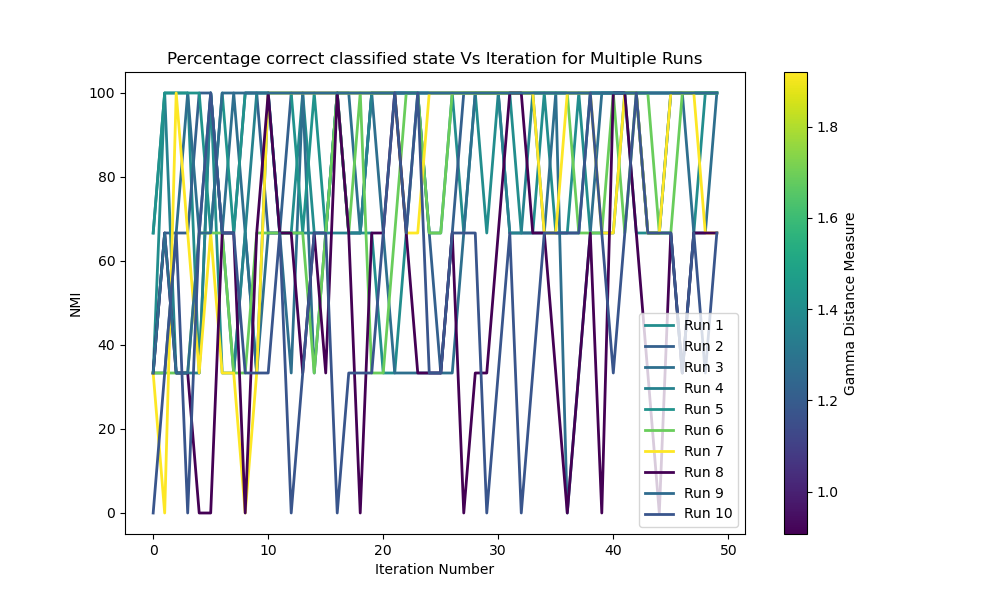 Percentage correct classified state Vs Iteration for Multiple Runs
NMI
100
80
60
40
20
0
0 10 20 30 40 50
Iteration Number
Run 1
Run 2
Run 3
Run 4
Run 5
Run 6
Run 7
Run 8
Run 9
Run 10
1.8
1.6
1.4
1.2
1.0
Gamma Distance Measure